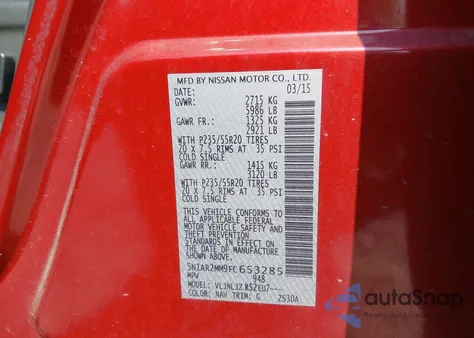 MFD BY NISSAN MOTOR CO., LTD.
DATE: 03/15
GVWR: 2715 KG
5986 LB
GAWR FR.: 1325 KG
2921 LB
WITH P235/55R20 TIRES
20 X 7.5 RIMS AT 35 PSI
COLD SINGLE
GAWR RR.: 1415 KG
3120 LB
WITH P235/55R20 TIRES
20 X 7.5 RIMS AT 35 PSI
COLD SINGLE
THIS VEHICLE CONFORMS TO
ALL APPLICABLE FEDERAL
MOTOR VEHICLE SAFETY AND
STANDARDS IN EFFECT ON
THE DATE OF MANUFACTURE
SHOWN ABOVE.
5N1AR2MM9FC653285
MPV 948
MODEL: R52EU7---
COLOR: NAH TRIM: G ZS30A
autoSnap